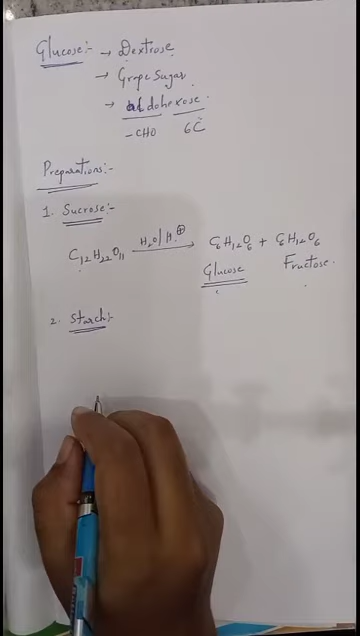 Glucose:- → Dextrose
→ Grape sugar
→ aldohexose.
-CHO 6C
Preparations:-
1. Sucrose:-
C12H22O11 H2O/H⊕ → C6H12O6 + C6H12O6
Glucose Fructose.
2. Starch:-